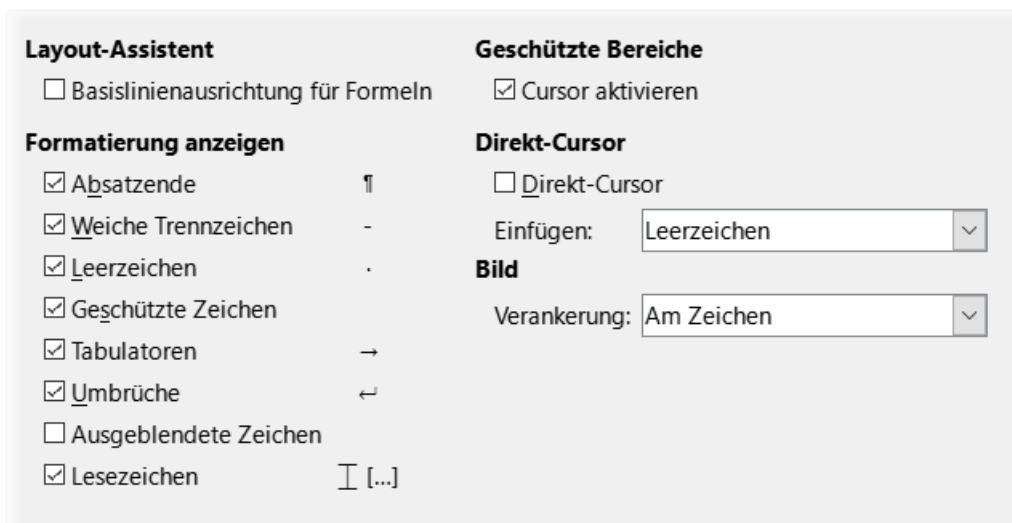 Layout-Assistent
Basislinienausrichtung für Formeln
Formatierung anzeigen
Absatzende ¶
Weiche Trennzeichen -
Leerzeichen ·
Geschützte Zeichen
Tabulatoren →
Umbrüche ↵
Ausgeblendete Zeichen
Lesezeichen ⌶ [...]
Geschützte Bereiche
Cursor aktivieren
Direkt-Cursor
Direkt-Cursor
Einfügen: Leerzeichen
Bild
Verankerung: Am Zeichen